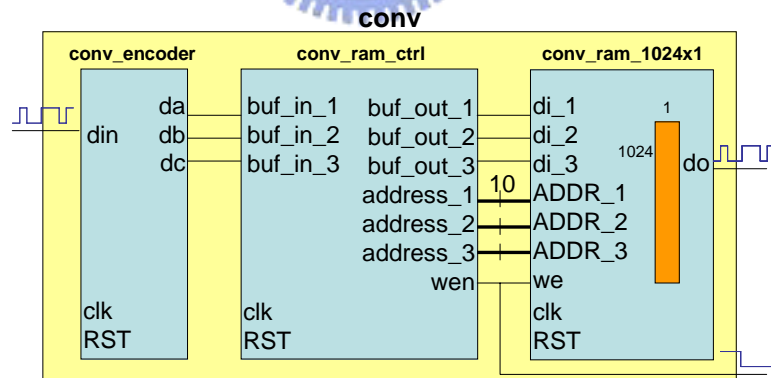 conv
conv_encoder
conv_ram_ctrl
conv_ram_1024x1
din
da
db
dc
clk
RST
buf_in_1
buf_in_2
buf_in_3
buf_out_1
buf_out_2
buf_out_3
address_1
address_2
address_3
wen
clk
RST
10
di_1
di_2
di_3
ADDR_1
ADDR_2
ADDR_3
we
clk
RST
1
1024
do